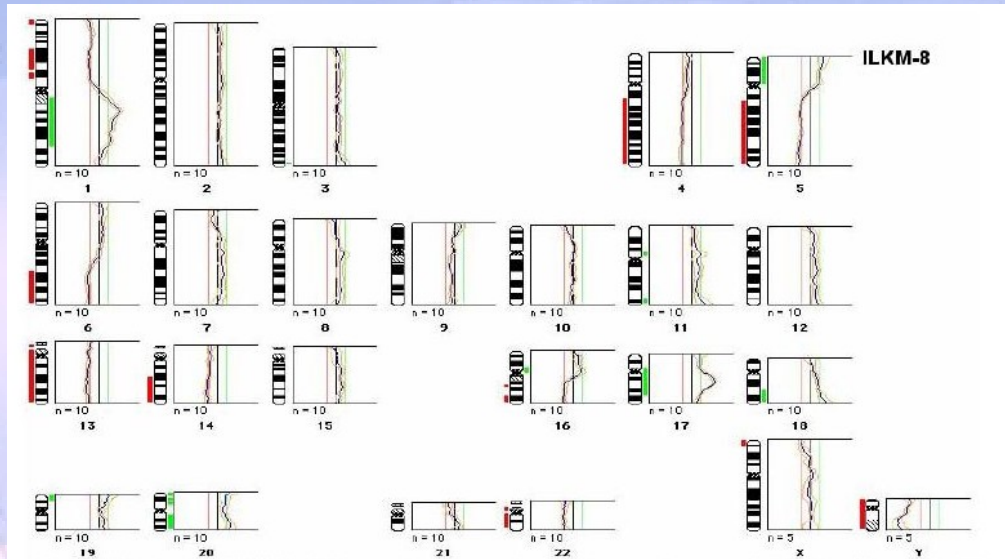 ILKM-8
n = 10 n = 10 n = 10 n = 10 n = 10
1 2 3 4 5
n = 10 n = 10 n = 10 n = 10 n = 10 n = 10 n = 10
6 7 8 9 10 11 12
n = 10 n = 10 n = 10 n = 10 n = 10 n = 10
13 14 15 16 17 18
n = 10 n = 10 n = 10 n = 10 n = 5 n = 5
19 20 21 22 X Y